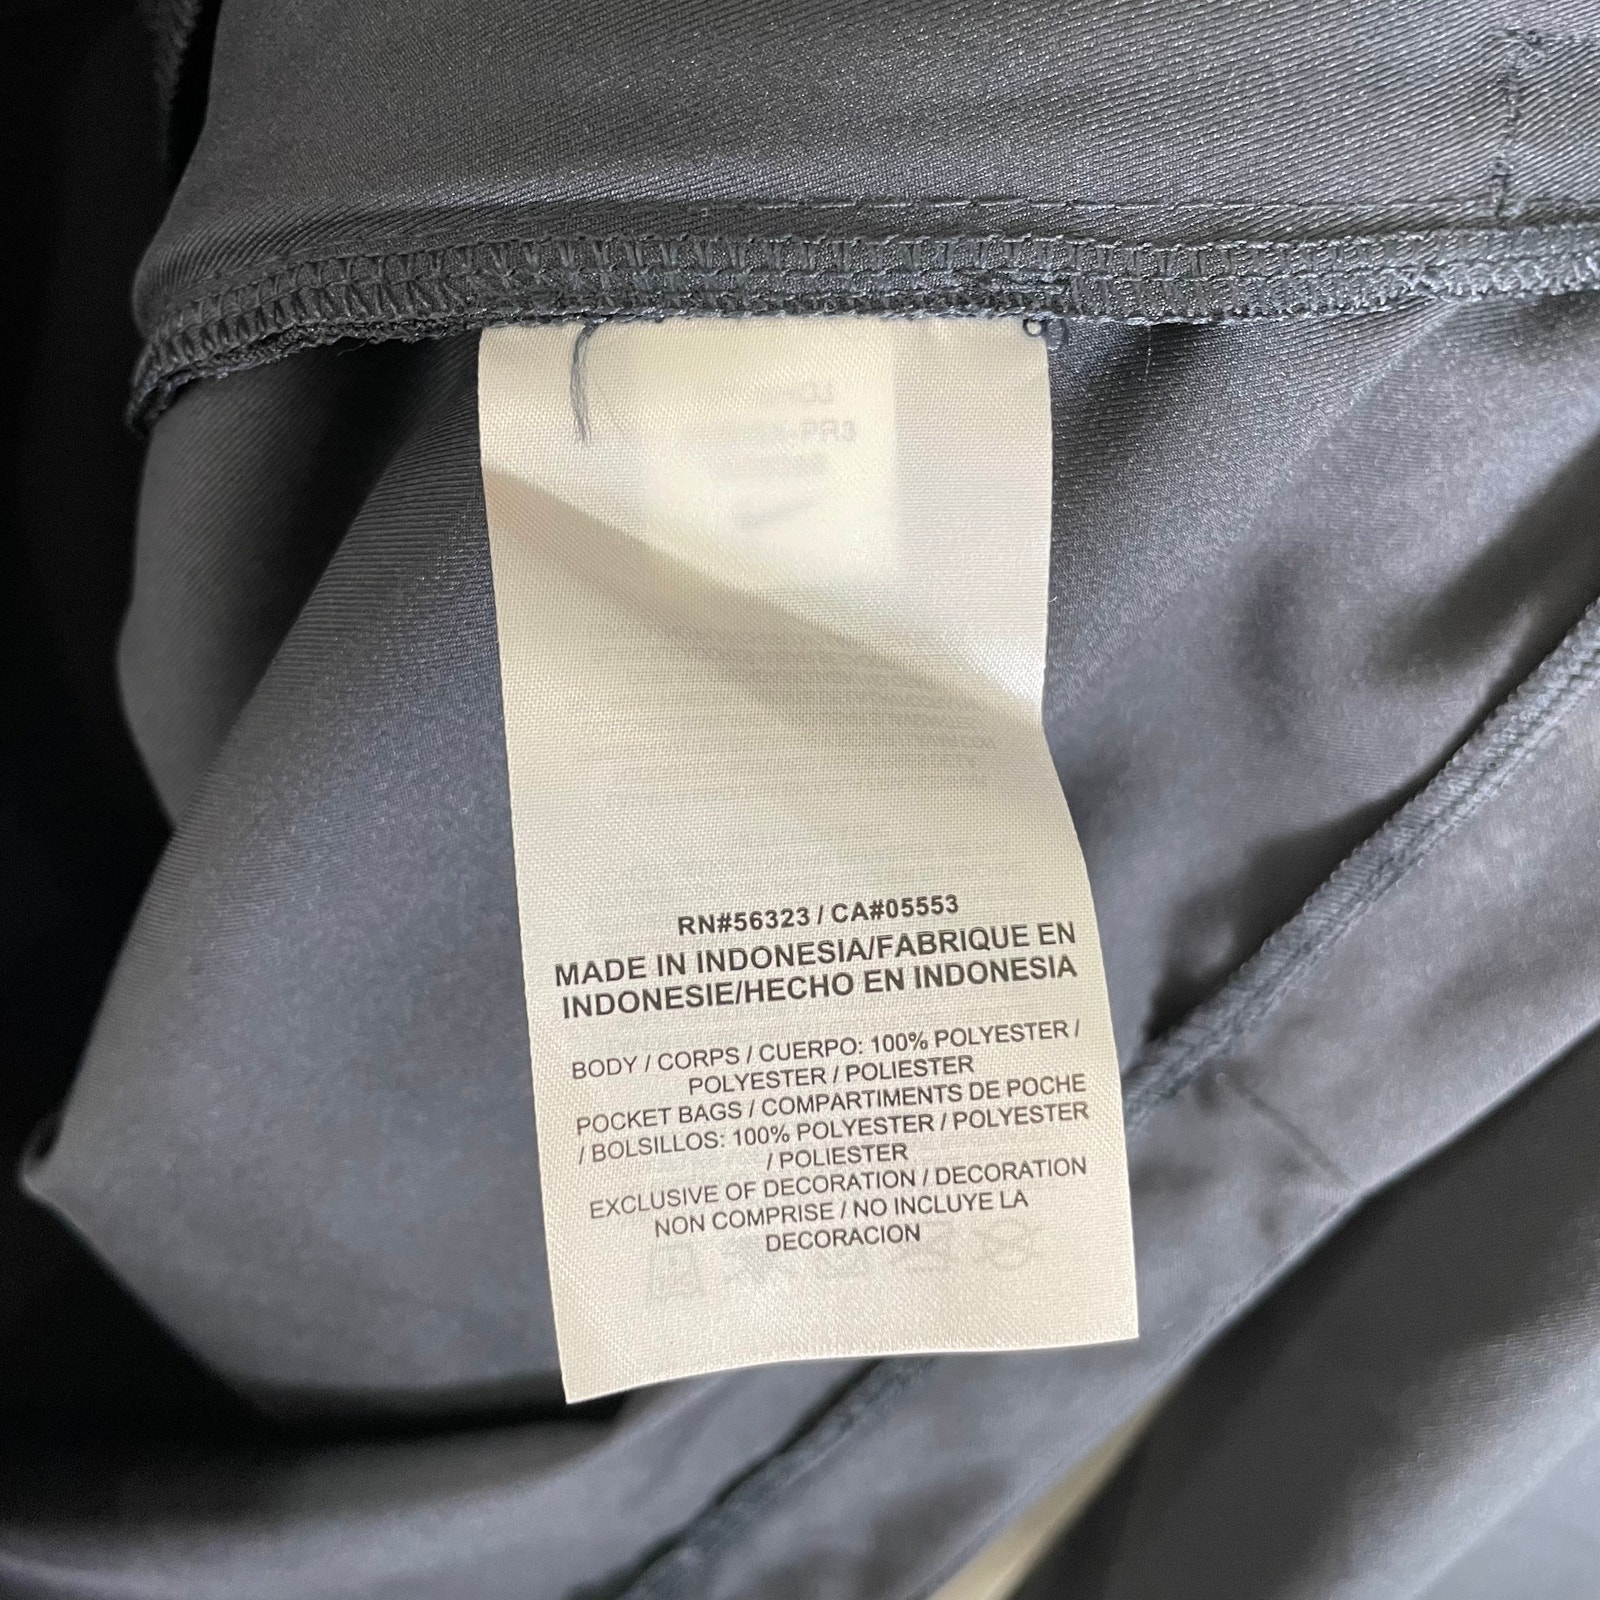 RN#56323 / CA#05553
MADE IN INDONESIA/FABRIQUE EN
INDONESIE/HECHO EN INDONESIA
BODY / CORPS / CUERPO: 100% POLYESTER /
POLYESTER / POLIESTER
POCKET BAGS / COMPARTIMENTS DE POCHE
/ BOLSILLOS: 100% POLYESTER / POLYESTER
/ POLIESTER
EXCLUSIVE OF DECORATION / DECORATION
NON COMPRISE / NO INCLUYE LA
DECORACION